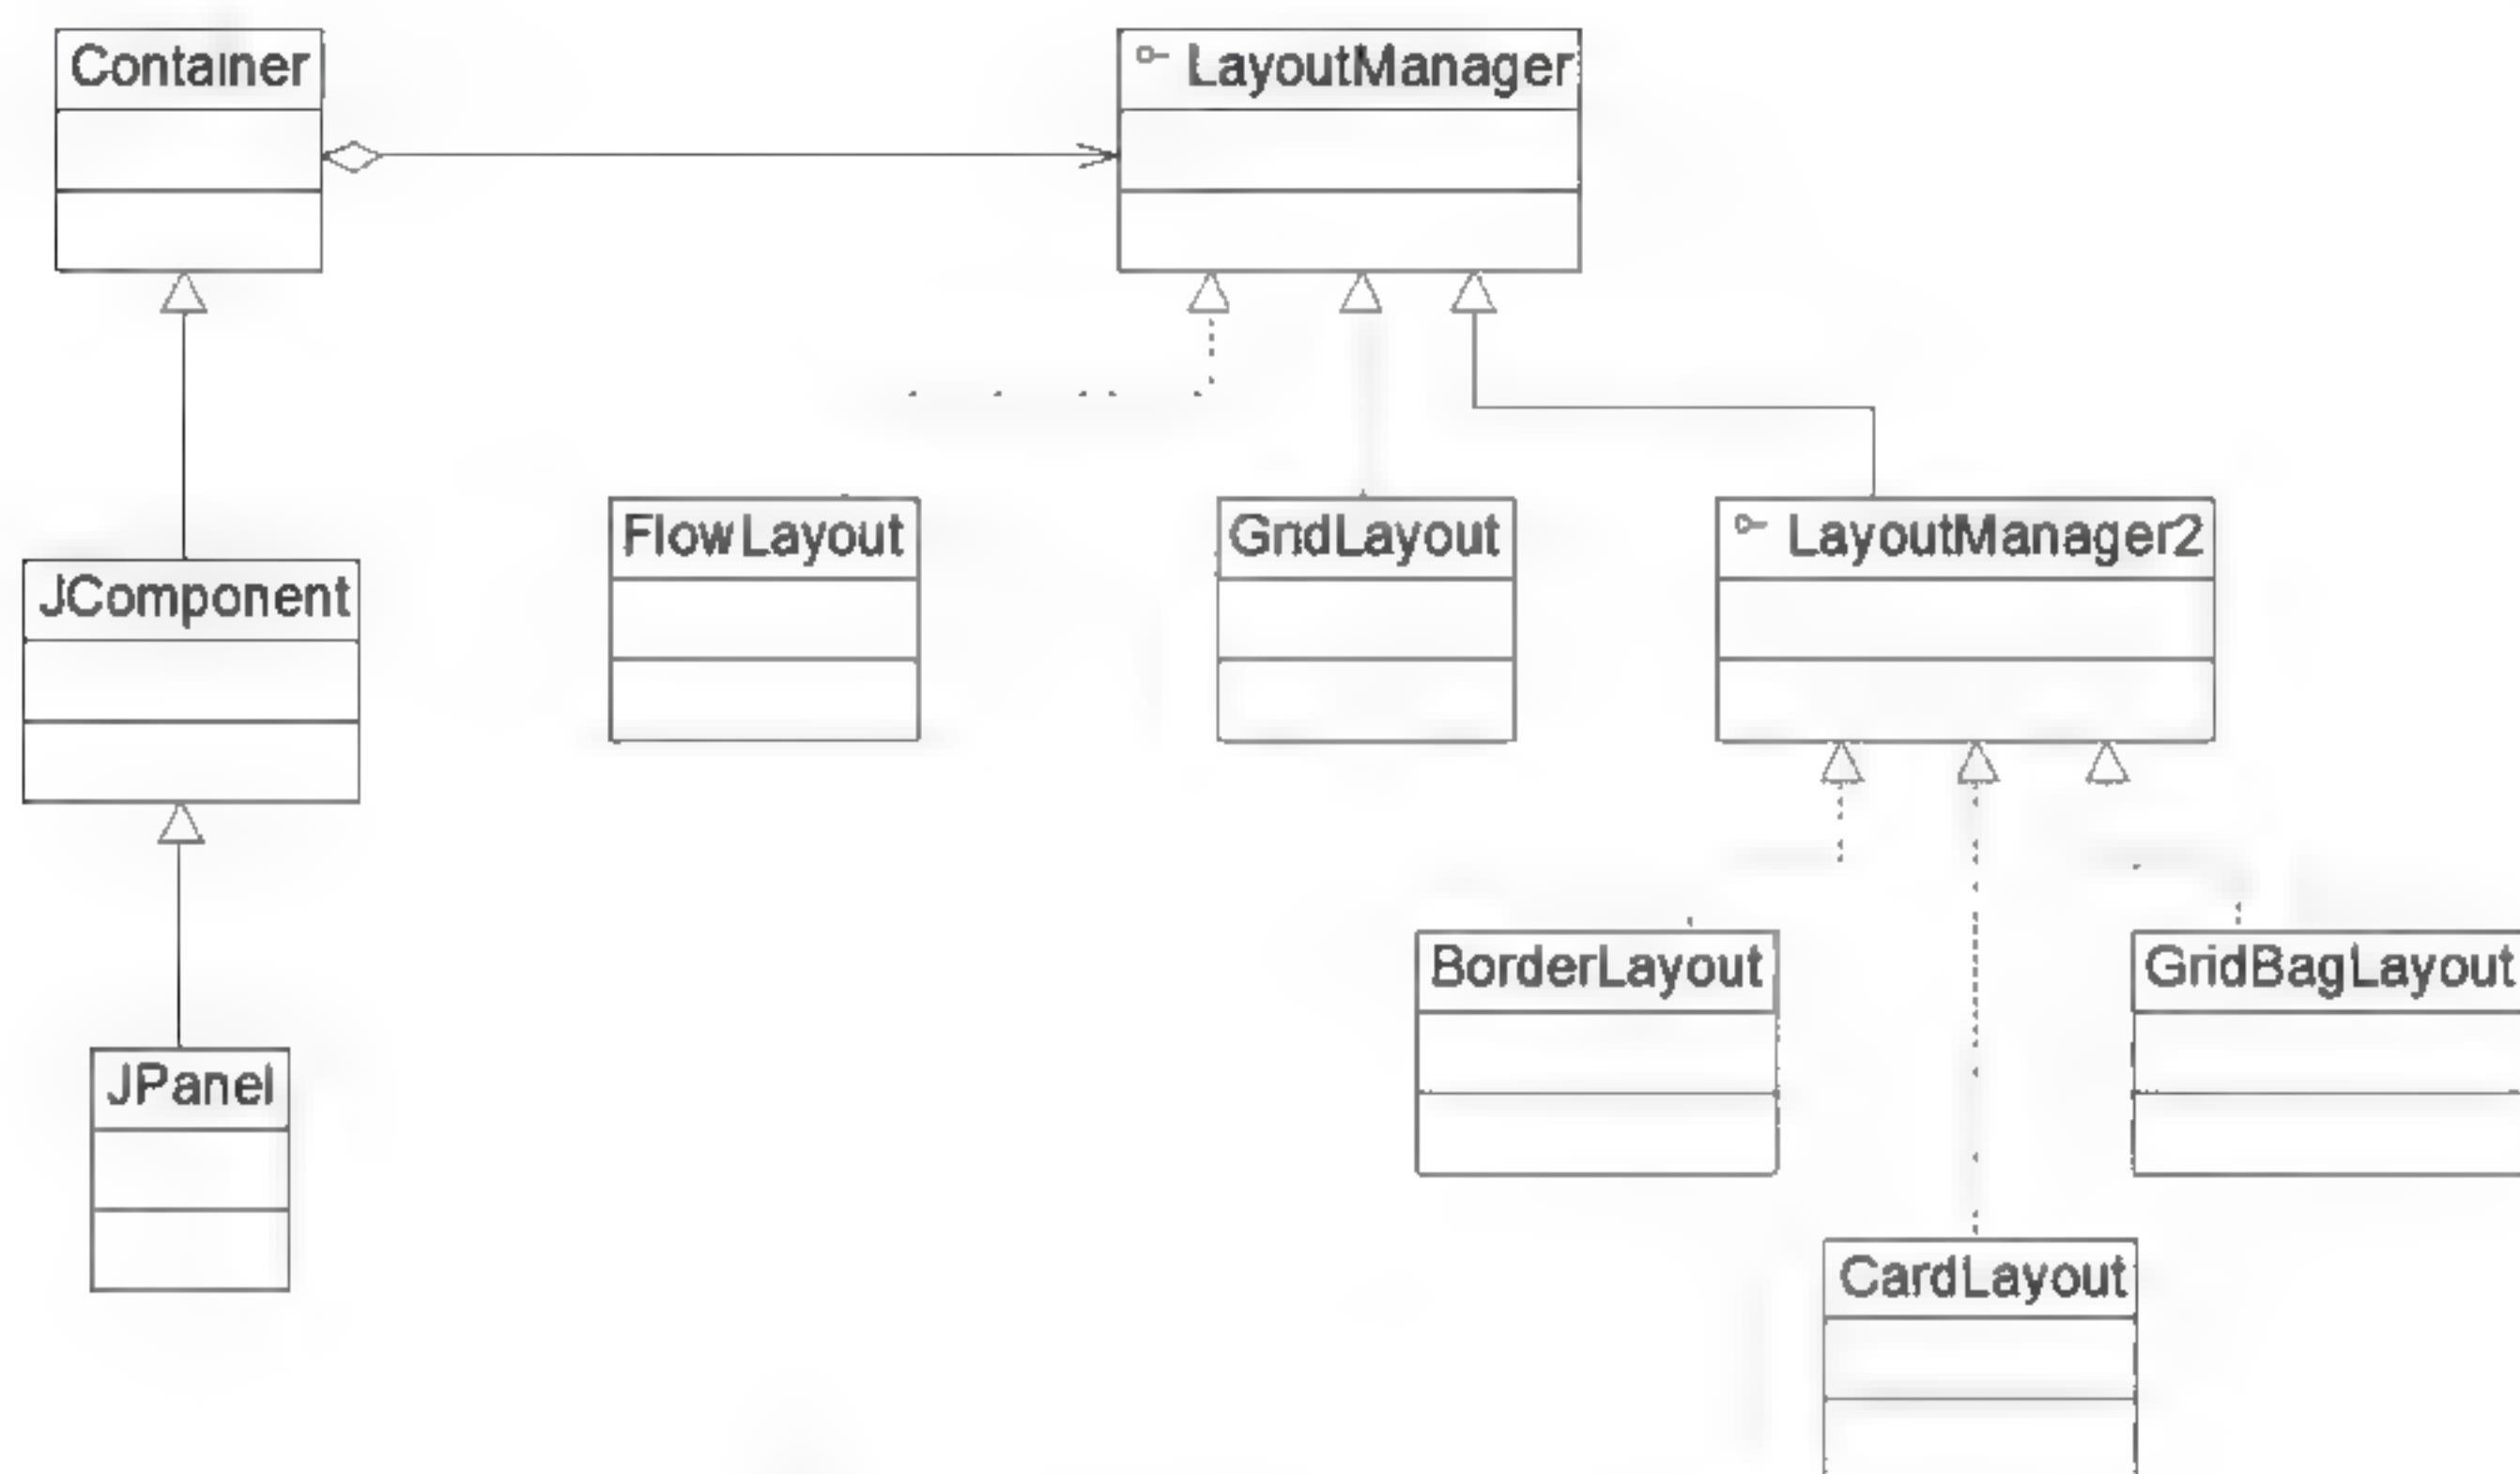 Container
LayoutManager
FlowLayout
GridLayout
LayoutManager2
JComponent
BorderLayout
GridBagLayout
JPanel
CardLayout